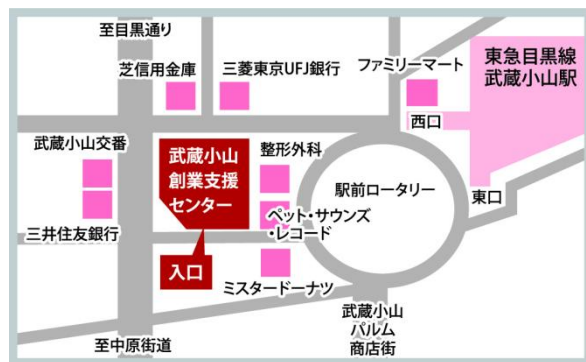 至目黒通り
芝信用金庫
三菱東京UFJ銀行
ファミリーマート
東急目黒線
武蔵小山駅
西口
武蔵小山交番
武蔵小山
創業支援
センター
整形外科
駅前ロータリー
東口
ペット・サウンズ
・レコード
三井住友銀行
入口
ミスタードーナツ
武蔵小山
パルム
商店街
至中原街道